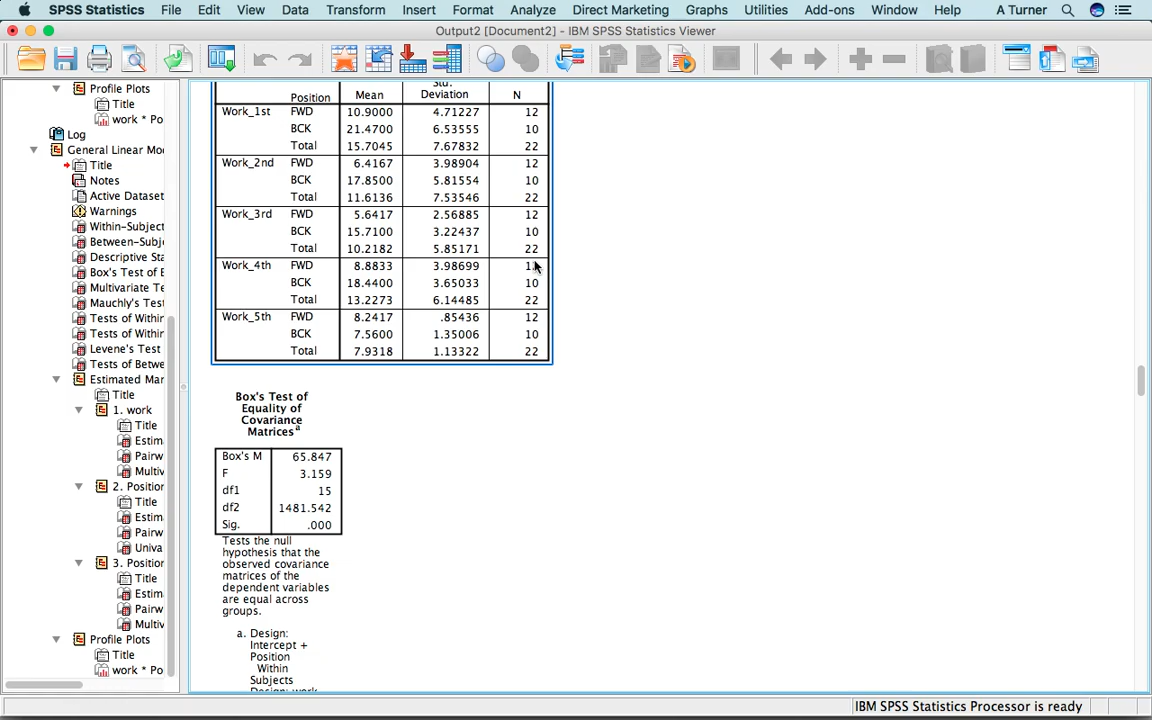 SPSS Statistics File Edit View Data Transform Insert Format Analyze Direct Marketing Graphs Utilities Add-ons Window Help A Turner
Output2 [Document2] - IBM SPSS Statistics Viewer
Profile Plots
Title
work * Po
Log
General Linear Mo
Title
Notes
Active Dataset
Warnings
Within-Subject
Between-Subj
Descriptive Sta
Box's Test of E
Multivariate Te
Mauchly's Test
Tests of Within
Tests of Within
Levene's Test
Tests of Betwe
Estimated Mar
Title
1. work
Title
Estim
Pairw
Multiv
2. Position
Title
Estim
Pairw
Univa
3. Position
Title
Estim
Pairw
Multiv
Profile Plots
Title
work * Po
Position Mean Std. Deviation N
Work_1st FWD 10.9000 4.71227 12
BCK 21.4700 6.53555 10
Total 15.7045 7.67832 22
Work_2nd FWD 6.4167 3.98904 12
BCK 17.8500 5.81554 10
Total 11.6136 7.53546 22
Work_3rd FWD 5.6417 2.56885 12
BCK 15.7100 3.22437 10
Total 10.2182 5.85171 22
Work_4th FWD 8.8833 3.98699
BCK 18.4400 3.65033 10
Total 13.2273 6.14485 22
Work_5th FWD 8.2417 .85436 12
BCK 7.5600 1.35006 10
Total 7.9318 1.13322 22
Box's Test of
Equality of
Covariance
Matrices a
Box's M 65.847
F 3.159
df1 15
df2 1481.542
Sig. .000
Tests the null
hypothesis that the
observed covariance
matrices of the
dependent variables
are equal across
groups.
a. Design:
Intercept +
Position
Within
Subjects
Design: work
IBM SPSS Statistics Processor is ready